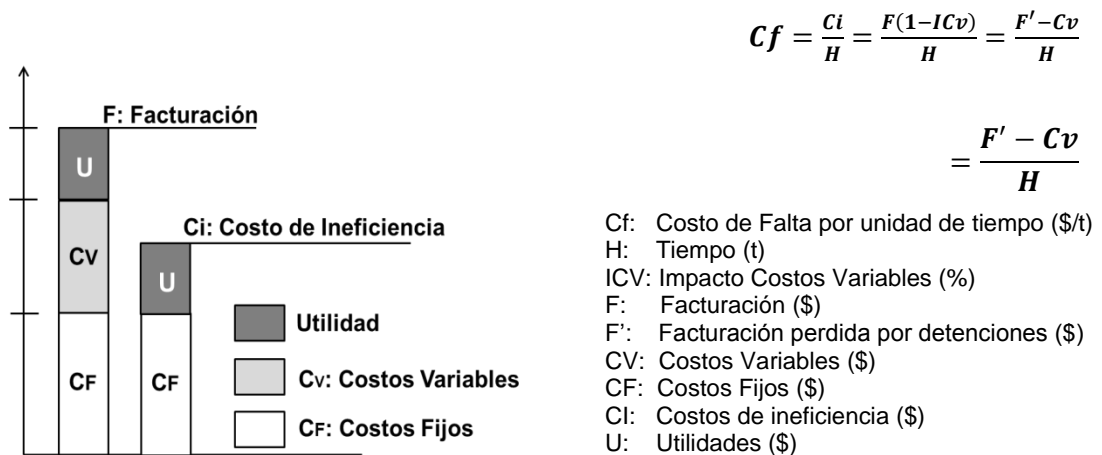 Cf = Ci/H = F(1−ICv)/H = F′−Cv/H
= F′ − Cv/H
F: Facturación
U
Cv
CF
Ci: Costo de Ineficiencia
U
CF
Utilidad
Cv: Costos Variables
CF: Costos Fijos
Cf: Costo de Falta por unidad de tiempo ($/t)
H: Tiempo (t)
ICV: Impacto Costos Variables (%)
F: Facturación ($)
F’: Facturación perdida por detenciones ($)
CV: Costos Variables ($)
CF: Costos Fijos ($)
CI: Costos de ineficiencia ($)
U: Utilidades ($)